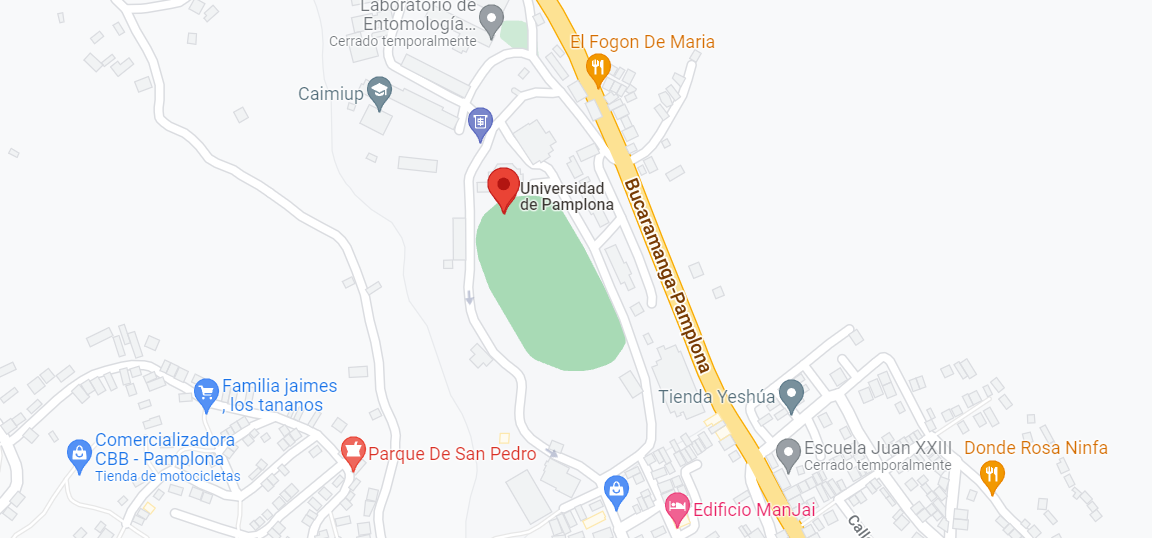 Laboratorio de
Entomología...
Cerrado temporalmente
El Fogon De Maria
Caimiup
Universidad
de Pamplona
Bucaramanga-Pamplona
Familia jaimes
, los tananos
Tienda Yeshúa
Comercializadora
CBB - Pamplona
Tienda de motocicletas
Parque De San Pedro
Escuela Juan XXIII
Cerrado temporalmente
Donde Rosa Ninfa
Edificio ManJai